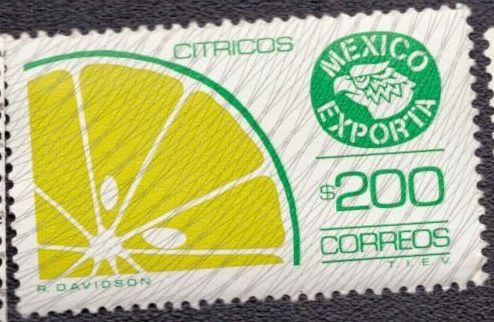 CITRICOS
MEXICO
EXPORTA
$200
CORREOS
T.I.E.V.
R. DAVIDSON